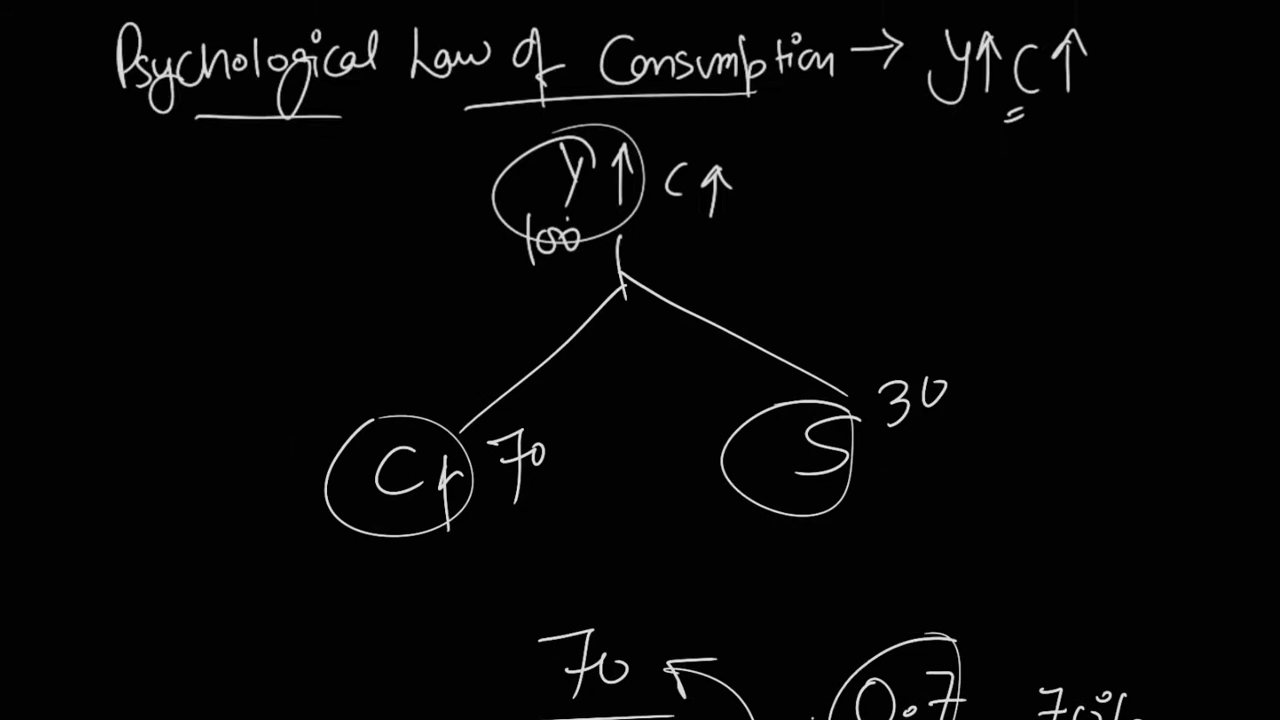 Psychological Law of Consumption → Y↑ C↑
Y↑ C↑
100
C↑ 70
S 30
70
0.7
70%